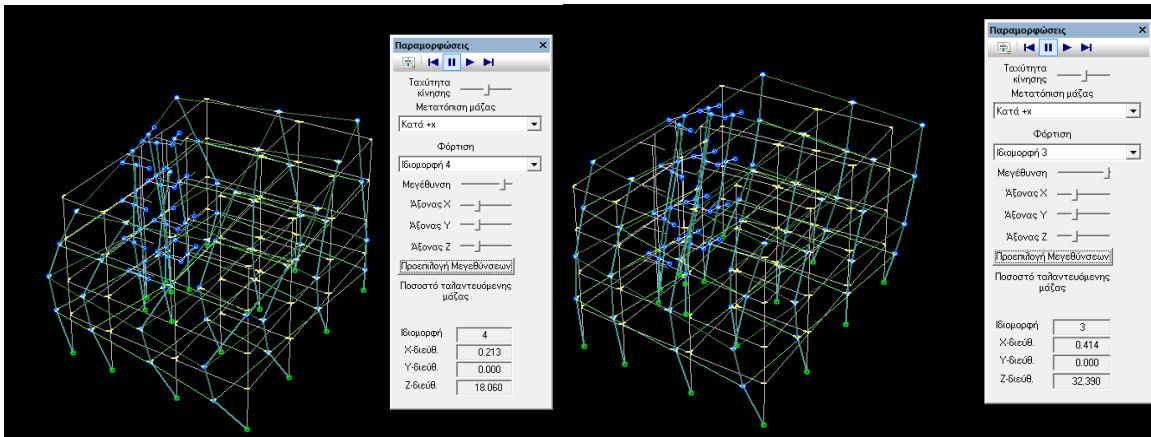 Παραμορφώσεις
Ταχύτητα
κίνησης
Μετατόπιση μάζας
Κατά +x
Φόρτιση
Ιδιομορφή 4
Μεγέθυνση
Άξονας X
Άξονας Y
Άξονας Z
Προεπιλογή Μεγεθύνσεων
Ποσοστό ταλαντευόμενης
μάζας
Ιδιομορφή 4
X-διεύθ. 0.213
Y-διεύθ. 0.000
Z-διεύθ. 18.060
Παραμορφώσεις
Ταχύτητα
κίνησης
Μετατόπιση μάζας
Κατά +x
Φόρτιση
Ιδιομορφή 3
Μεγέθυνση
Άξονας X
Άξονας Y
Άξονας Z
Προεπιλογή Μεγεθύνσεων
Ποσοστό ταλαντευόμενης
μάζας
Ιδιομορφή 3
X-διεύθ. 0.414
Y-διεύθ. 0.000
Z-διεύθ. 32.390